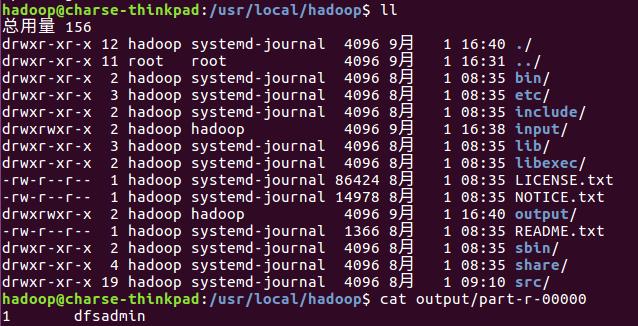 hadoop@charse-thinkpad:/usr/local/hadoop$ ll
总用量 156
drwxr-xr-x 12 hadoop systemd-journal  4096 9月   1 16:40 ./
drwxr-xr-x 11 root   root             4096 9月   1 16:31 ../
drwxr-xr-x  2 hadoop systemd-journal  4096 8月   1 08:35 bin/
drwxr-xr-x  3 hadoop systemd-journal  4096 8月   1 08:35 etc/
drwxr-xr-x  2 hadoop systemd-journal  4096 8月   1 08:35 include/
drwxrwxr-x  2 hadoop hadoop           4096 9月   1 16:38 input/
drwxr-xr-x  3 hadoop systemd-journal  4096 8月   1 08:35 lib/
drwxr-xr-x  2 hadoop systemd-journal  4096 8月   1 08:35 libexec/
-rw-r--r--  1 hadoop systemd-journal 86424 8月   1 08:35 LICENSE.txt
-rw-r--r--  1 hadoop systemd-journal 14978 8月   1 08:35 NOTICE.txt
drwxrwxr-x  2 hadoop hadoop           4096 9月   1 16:40 output/
-rw-r--r--  1 hadoop systemd-journal  1366 8月   1 08:35 README.txt
drwxr-xr-x  2 hadoop systemd-journal  4096 8月   1 08:35 sbin/
drwxr-xr-x  4 hadoop systemd-journal  4096 8月   1 08:35 share/
drwxr-xr-x 19 hadoop systemd-journal  4096 8月   1 09:10 src/
hadoop@charse-thinkpad:/usr/local/hadoop$ cat output/part-r-00000
1       dfsadmin